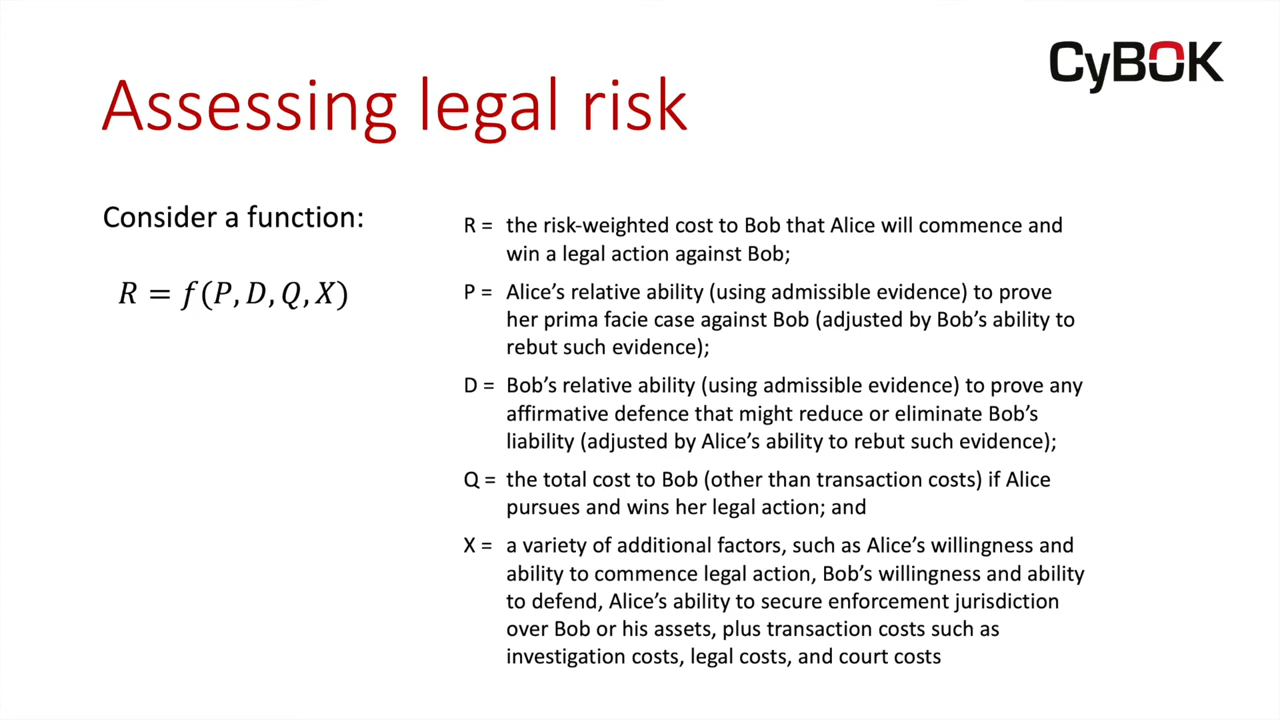 CyBOK
Assessing legal risk
Consider a function:
R = f(P, D, Q, X)
R = the risk-weighted cost to Bob that Alice will commence and
win a legal action against Bob;
P = Alice’s relative ability (using admissible evidence) to prove
her prima facie case against Bob (adjusted by Bob’s ability to
rebut such evidence);
D = Bob’s relative ability (using admissible evidence) to prove any
affirmative defence that might reduce or eliminate Bob’s
liability (adjusted by Alice’s ability to rebut such evidence);
Q = the total cost to Bob (other than transaction costs) if Alice
pursues and wins her legal action; and
X = a variety of additional factors, such as Alice’s willingness and
ability to commence legal action, Bob’s willingness and ability
to defend, Alice’s ability to secure enforcement jurisdiction
over Bob or his assets, plus transaction costs such as
investigation costs, legal costs, and court costs